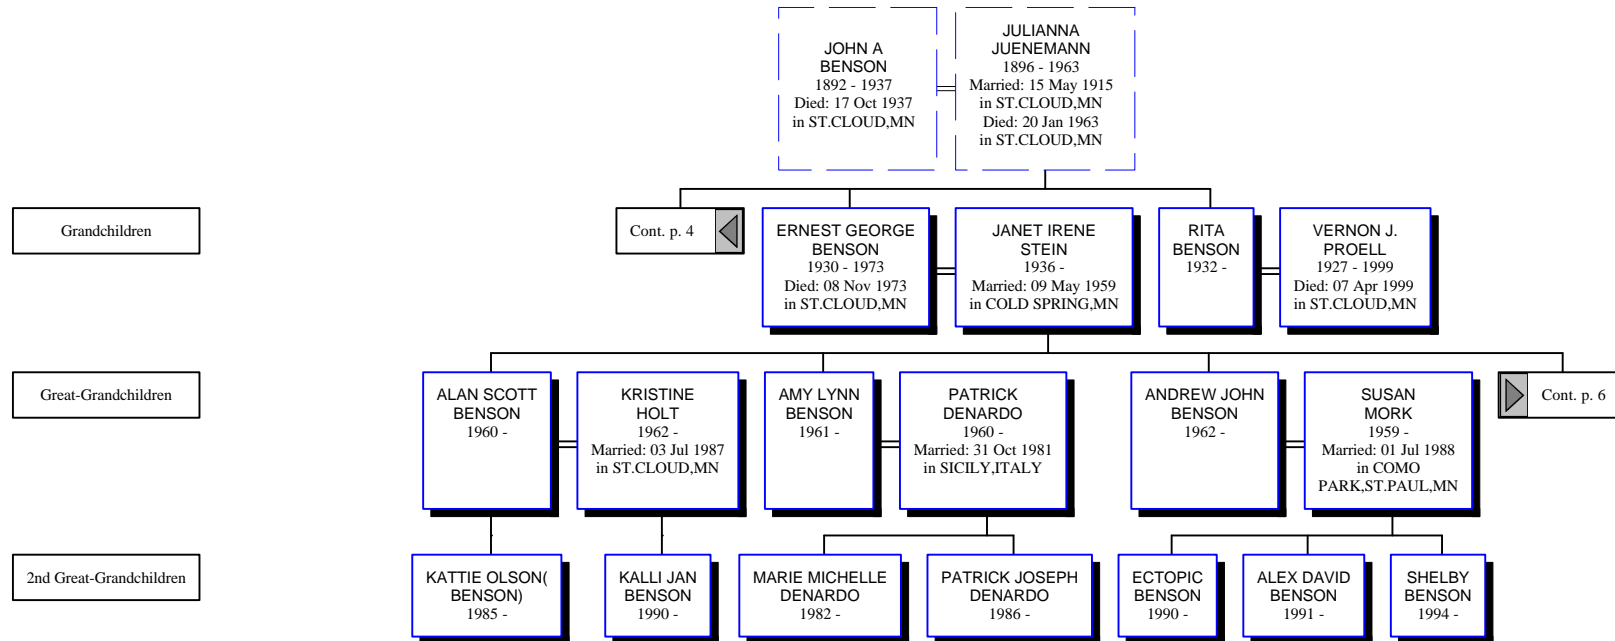 JOHN A
BENSON
1892 - 1937
Died: 17 Oct 1937
in ST.CLOUD,MN
JULIANNA
JUENEMANN
1896 - 1963
Married: 15 May 1915
in ST.CLOUD,MN
Died: 20 Jan 1963
in ST.CLOUD,MN
Grandchildren
Cont. p. 4
ERNEST GEORGE
BENSON
1930 - 1973
Died: 08 Nov 1973
in ST.CLOUD,MN
JANET IRENE
STEIN
1936 -
Married: 09 May 1959
in COLD SPRING,MN
RITA
BENSON
1932 -
VERNON J.
PROELL
1927 - 1999
Died: 07 Apr 1999
in ST.CLOUD,MN
Great-Grandchildren
ALAN SCOTT
BENSON
1960 -
KRISTINE
HOLT
1962 -
Married: 03 Jul 1987
in ST.CLOUD,MN
AMY LYNN
BENSON
1961 -
PATRICK
DENARDO
1960 -
Married: 31 Oct 1981
in SICILY,ITALY
ANDREW JOHN
BENSON
1962 -
SUSAN
MORK
1959 -
Married: 01 Jul 1988
in COMO
PARK,ST.PAUL,MN
Cont. p. 6
2nd Great-Grandchildren
KATTIE OLSON(
BENSON)
1985 -
KALLI JAN
BENSON
1990 -
MARIE MICHELLE
DENARDO
1982 -
PATRICK JOSEPH
DENARDO
1986 -
ECTOPIC
BENSON
1990 -
ALEX DAVID
BENSON
1991 -
SHELBY
BENSON
1994 -